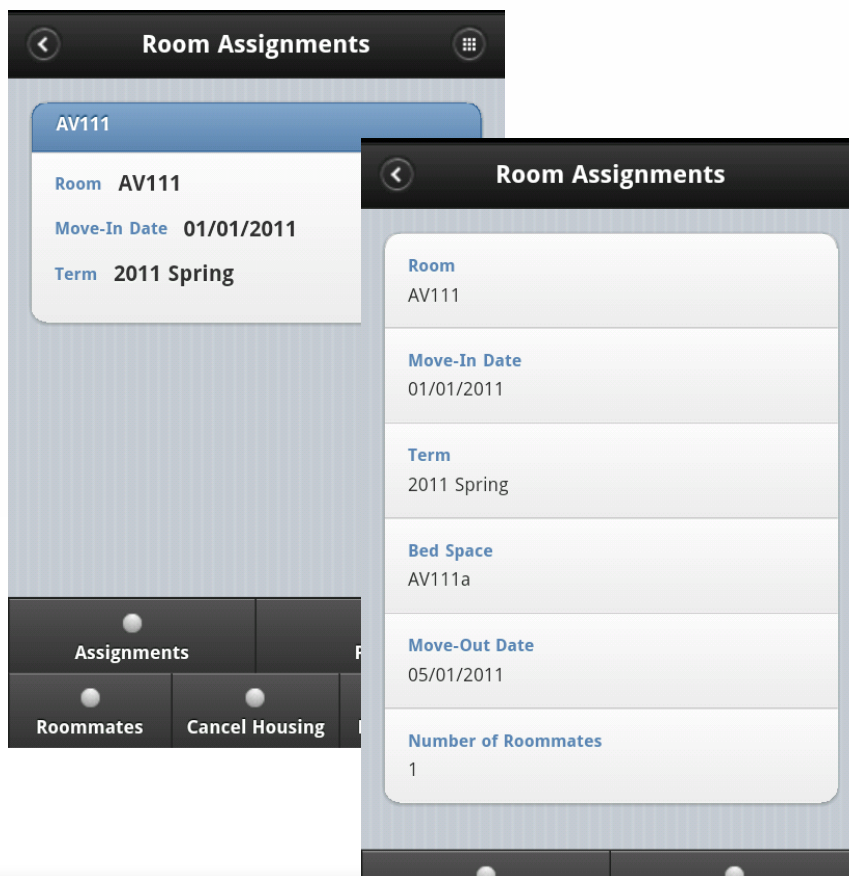 Room Assignments
AV111
Room AV111
Move-In Date 01/01/2011
Term 2011 Spring
Assignments
Roommates
Cancel Housing
Room Assignments
Room
AV111
Move-In Date
01/01/2011
Term
2011 Spring
Bed Space
AV111a
Move-Out Date
05/01/2011
Number of Roommates
1